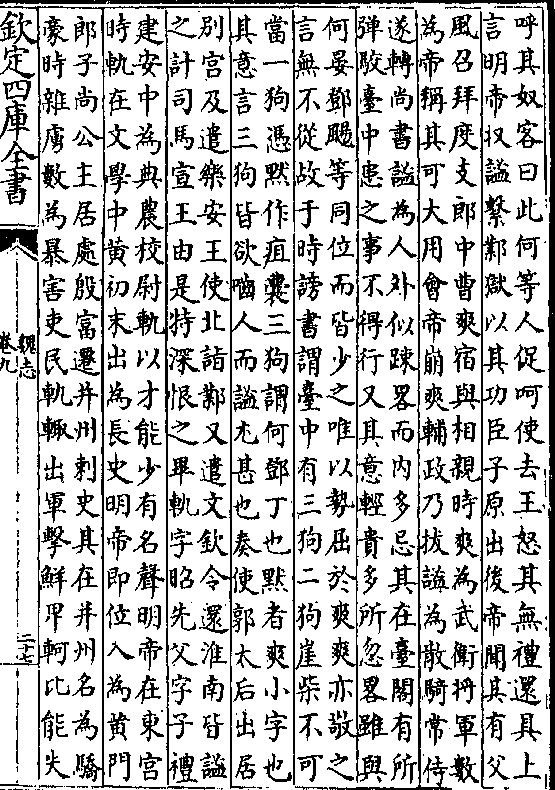 呼其奴客曰此何等人促呵使去王怒其無禮還具上
言明帝収謐繫鄴獄以其功臣子原出後帝聞其有父
風召拜度支郎中曹爽宿與相親時爽為武衛將軍數
為帝稱其可大用會帝崩爽輔政乃拔謐為散騎常侍
遂轉尚書謐為人外似踈畧而内多忌其在臺閣有所
彈駮臺中患之事不得行又其意輕貴多所忽畧雖與
何晏鄧颺等同位而皆少之唯以勢屈於爽爽亦敬之
言無不從故于時謗書謂臺中有三狗二狗崖柴不可
當一狗憑默作疽囊三狗謂何鄧丁也默者爽小字也
其意言三狗皆欲嚙人而謐尤甚也奏使郭太后出居
別宫及遣樂安王使北詣鄴又遣文欽令還淮南皆謐
之計司馬宣王由是特深恨之畢軌字昭先父字子禮
建安中為典農校尉軌以才能少有名聲明帝在東宫
時軌在文學中黄初末出為長史明帝即位入為黄門
郎子尚公主居處殷富遷并州刺史其在并州名為驕
豪時雜虜數為暴害吏民軌輙出軍擊鮮卑軻比能失
欽定四庫全書
魏志
卷九
二十七